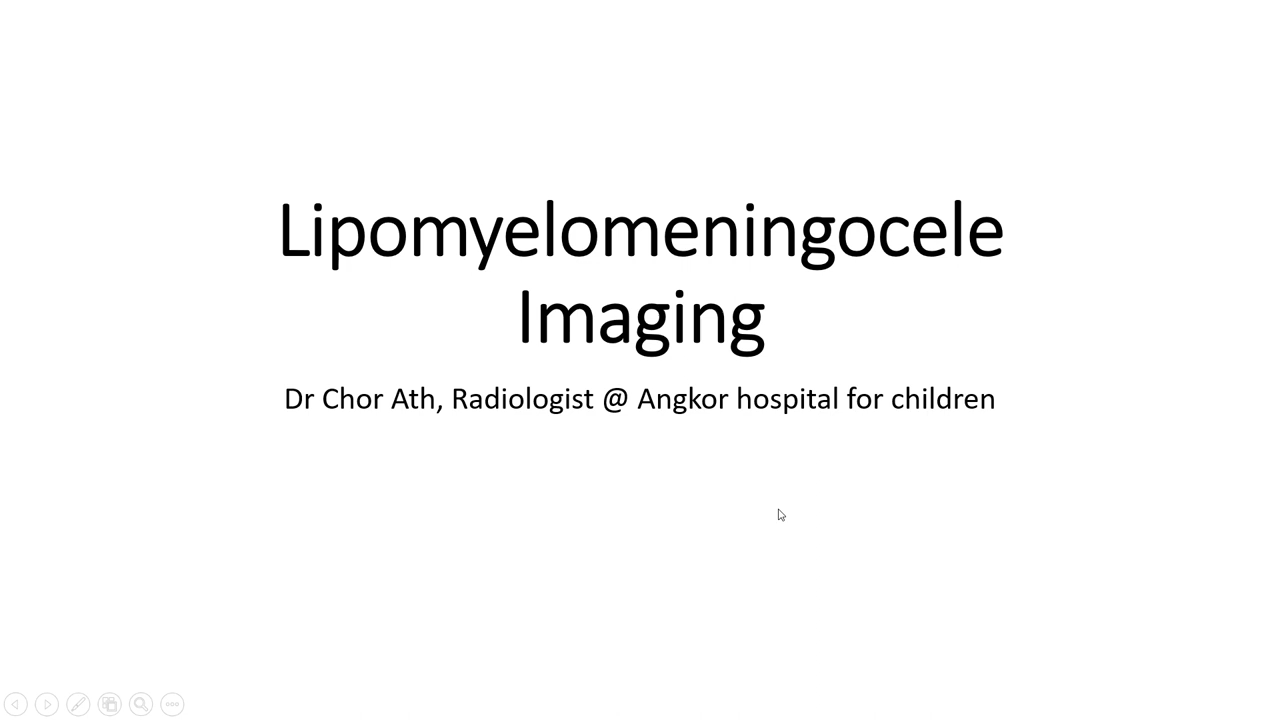 Lipomyelomeningocele
Imaging
Dr Chor Ath, Radiologist @ Angkor hospital for children